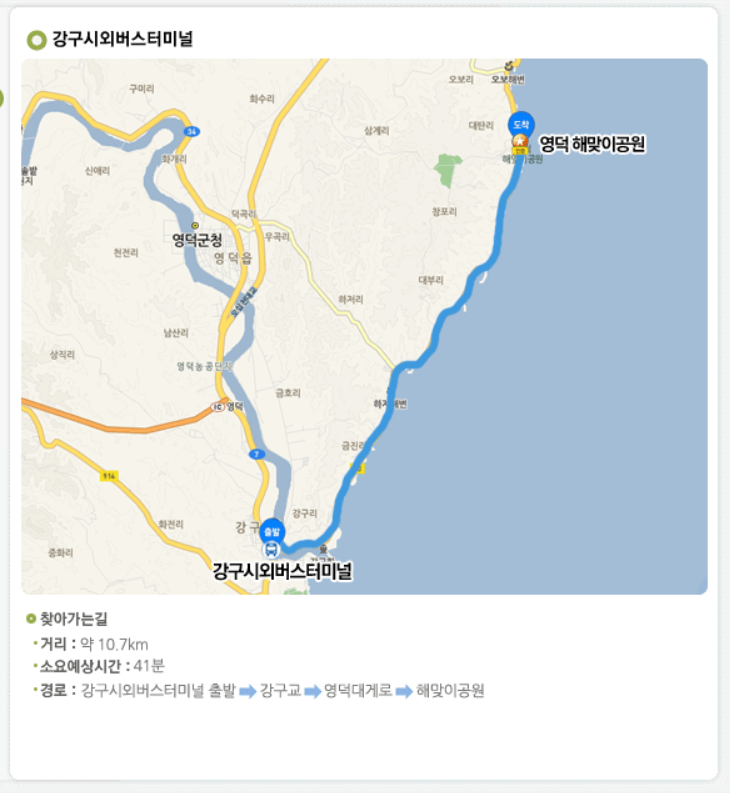 강구시외버스터미널
구미리
화수리
오보리
오보해변
34
삼계리
대탄리
도착
영덕 해맞이공원
화개리
신애리
덕곡리
창포리
영덕군청
우곡리
천전리
영덕읍
대부리
하저리
남산리
상직리
영덕농공단지
금호리
IC 영덕
하저해변
7
금진리
914
강구리
화전리
강구
출발
중화리
강구시외버스터미널
찾아가는길
거리 : 약 10.7km
소요예상시간 : 41분
경로 : 강구시외버스터미널 출발 강구교 영덕대게로 해맞이공원